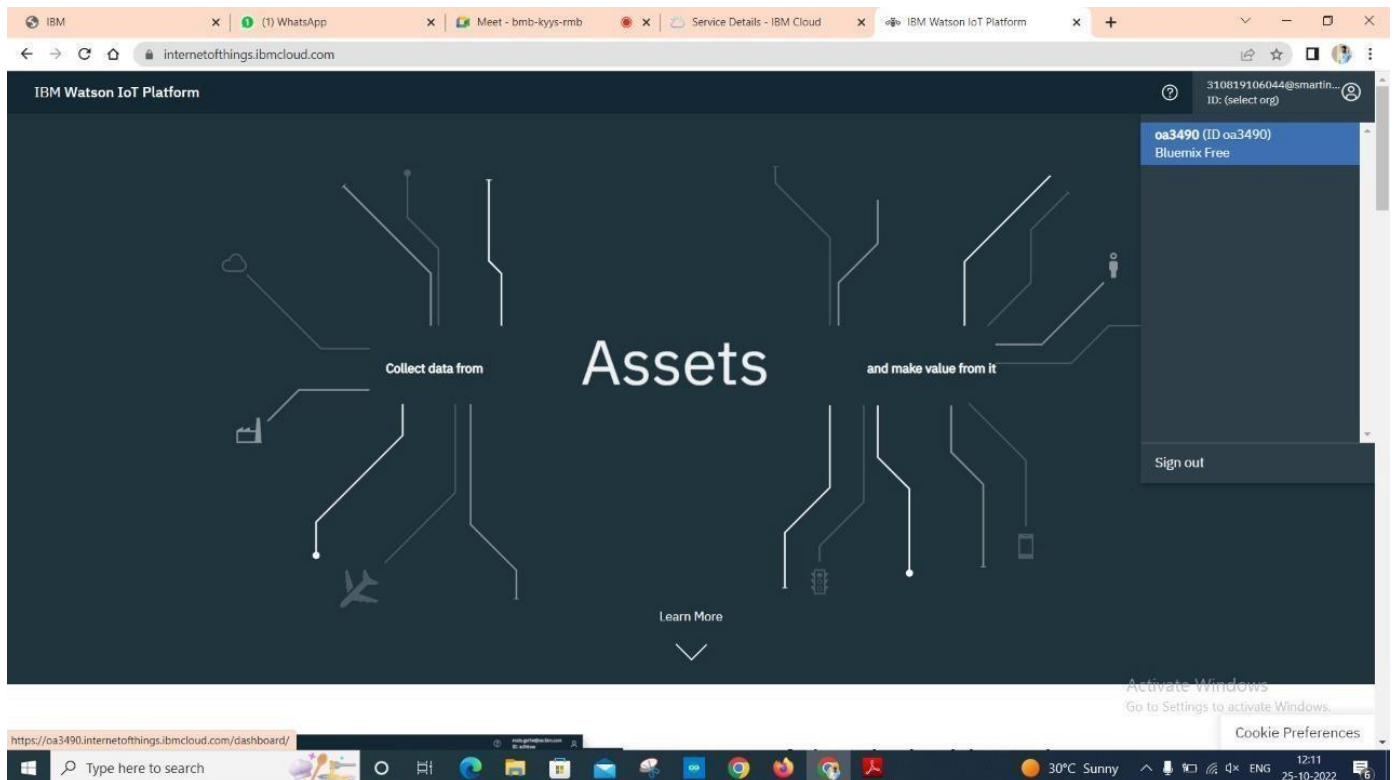 IBM
(1) WhatsApp
Meet - bmb-kyys-rmb
Service Details - IBM Cloud
IBM Watson IoT Platform
internetofthings.ibmcloud.com
IBM Watson IoT Platform
310819106044@smartin...
ID: (select org)
oa3490 (ID oa3490)
Bluemix Free
Collect data from
Assets
and make value from it
Sign out
Learn More
Activate Windows
Go to Settings to activate Windows.
Cookie Preferences
https://oa3490.internetofthings.ibmcloud.com/dashboard/
Type here to search
30°C Sunny
ENG
12:11
25-10-2022
6